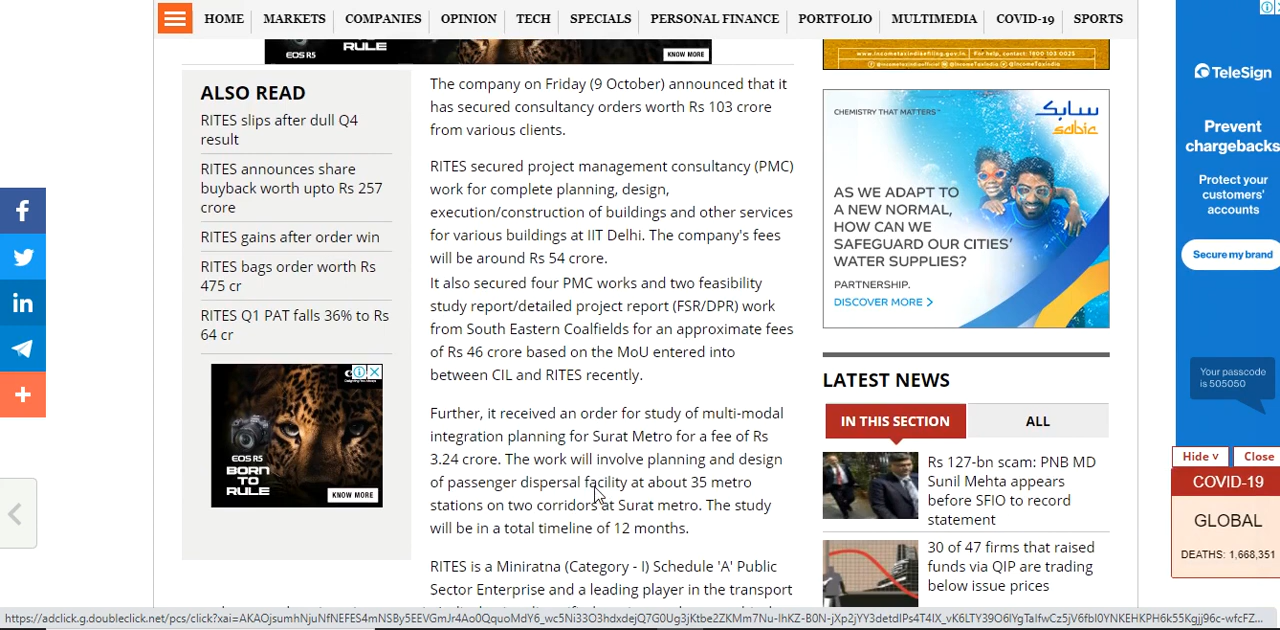 HOME MARKETS COMPANIES OPINION TECH SPECIALS PERSONAL FINANCE PORTFOLIO MULTIMEDIA COVID-19 SPORTS
EOS R5
RULE
KNOW MORE
ALSO READ
RITES slips after dull Q4
result
RITES announces share
buyback worth upto Rs 257
crore
RITES gains after order win
RITES bags order worth Rs
475 cr
RITES Q1 PAT falls 36% to Rs
64 cr
EOS R5
BORN
TO
RULE
KNOW MORE
The company on Friday (9 October) announced that it
has secured consultancy orders worth Rs 103 crore
from various clients.
RITES secured project management consultancy (PMC)
work for complete planning, design,
execution/construction of buildings and other services
for various buildings at IIT Delhi. The company's fees
will be around Rs 54 crore.
It also secured four PMC works and two feasibility
study report/detailed project report (FSR/DPR) work
from South Eastern Coalfields for an approximate fees
of Rs 46 crore based on the MoU entered into
between CIL and RITES recently.
Further, it received an order for study of multi-modal
integration planning for Surat Metro for a fee of Rs
3.24 crore. The work will involve planning and design
of passenger dispersal facility at about 35 metro
stations on two corridors at Surat metro. The study
will be in a total timeline of 12 months.
RITES is a Miniratna (Category - I) Schedule 'A' Public
Sector Enterprise and a leading player in the transport
www.incometaxindiaefiling.gov.in
CHEMISTRY THAT MATTERS™
سابك
sabic
AS WE ADAPT TO
A NEW NORMAL,
HOW CAN WE
SAFEGUARD OUR CITIES'
WATER SUPPLIES?
PARTNERSHIP.
DISCOVER MORE >
LATEST NEWS
IN THIS SECTION ALL
Rs 127-bn scam: PNB MD
Sunil Mehta appears
before SFIO to record
statement
30 of 47 firms that raised
funds via QIP are trading
below issue prices
TeleSign
Prevent
chargebacks
Protect your
customers'
accounts
Secure my brand
Your passcode
is 505050
Hide v Close
COVID-19
GLOBAL
DEATHS: 1,668,351